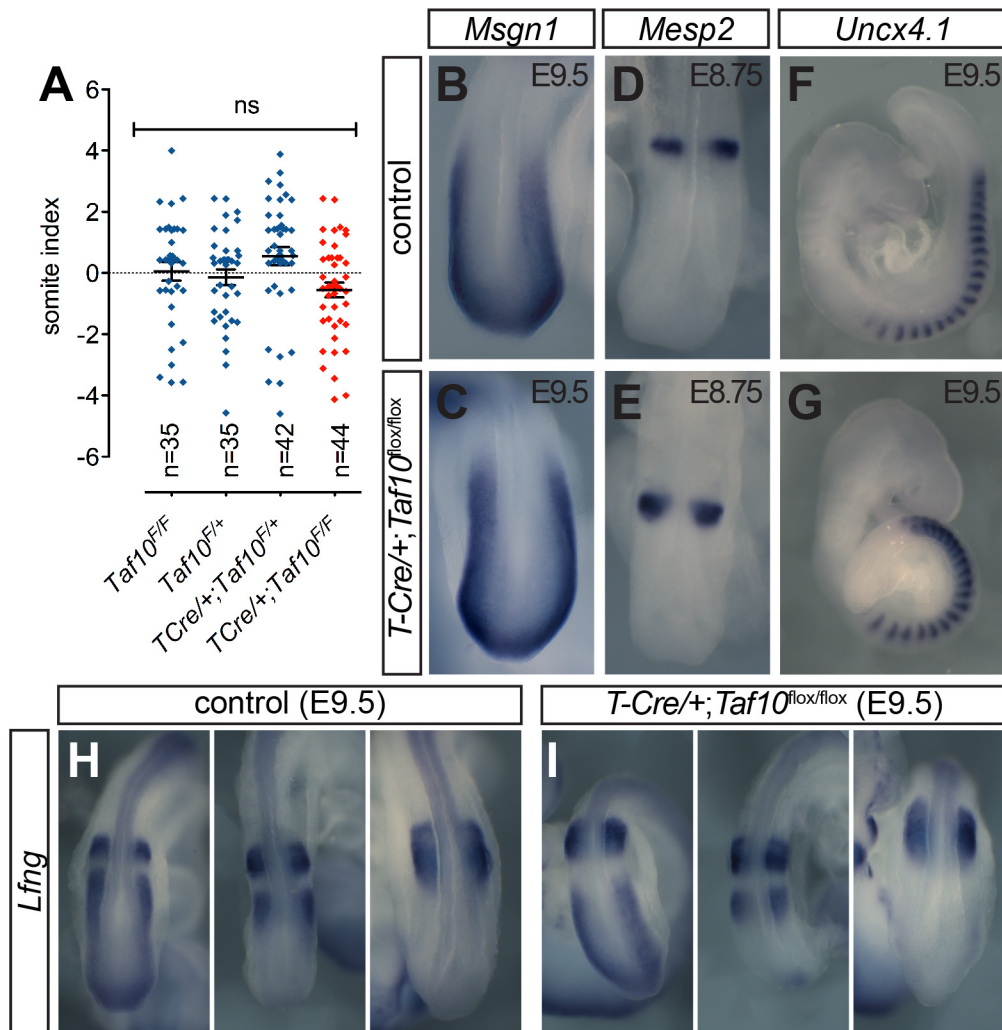 Msgn1
Mesp2
Uncx4.1
A
ns
somite index
6
4
2
0
-2
-4
-6
n=35
n=35
n=42
n=44
Taf10F/F
Taf10F/+
TCre/+;Taf10F/+
TCre/+;Taf10F/F
control
B
E9.5
D
E8.75
F
E9.5
T-Cre/+;Taf10flox/flox
C
E9.5
E
E8.75
G
E9.5
control (E9.5)
T-Cre/+;Taf10flox/flox (E9.5)
Lfng
H
I